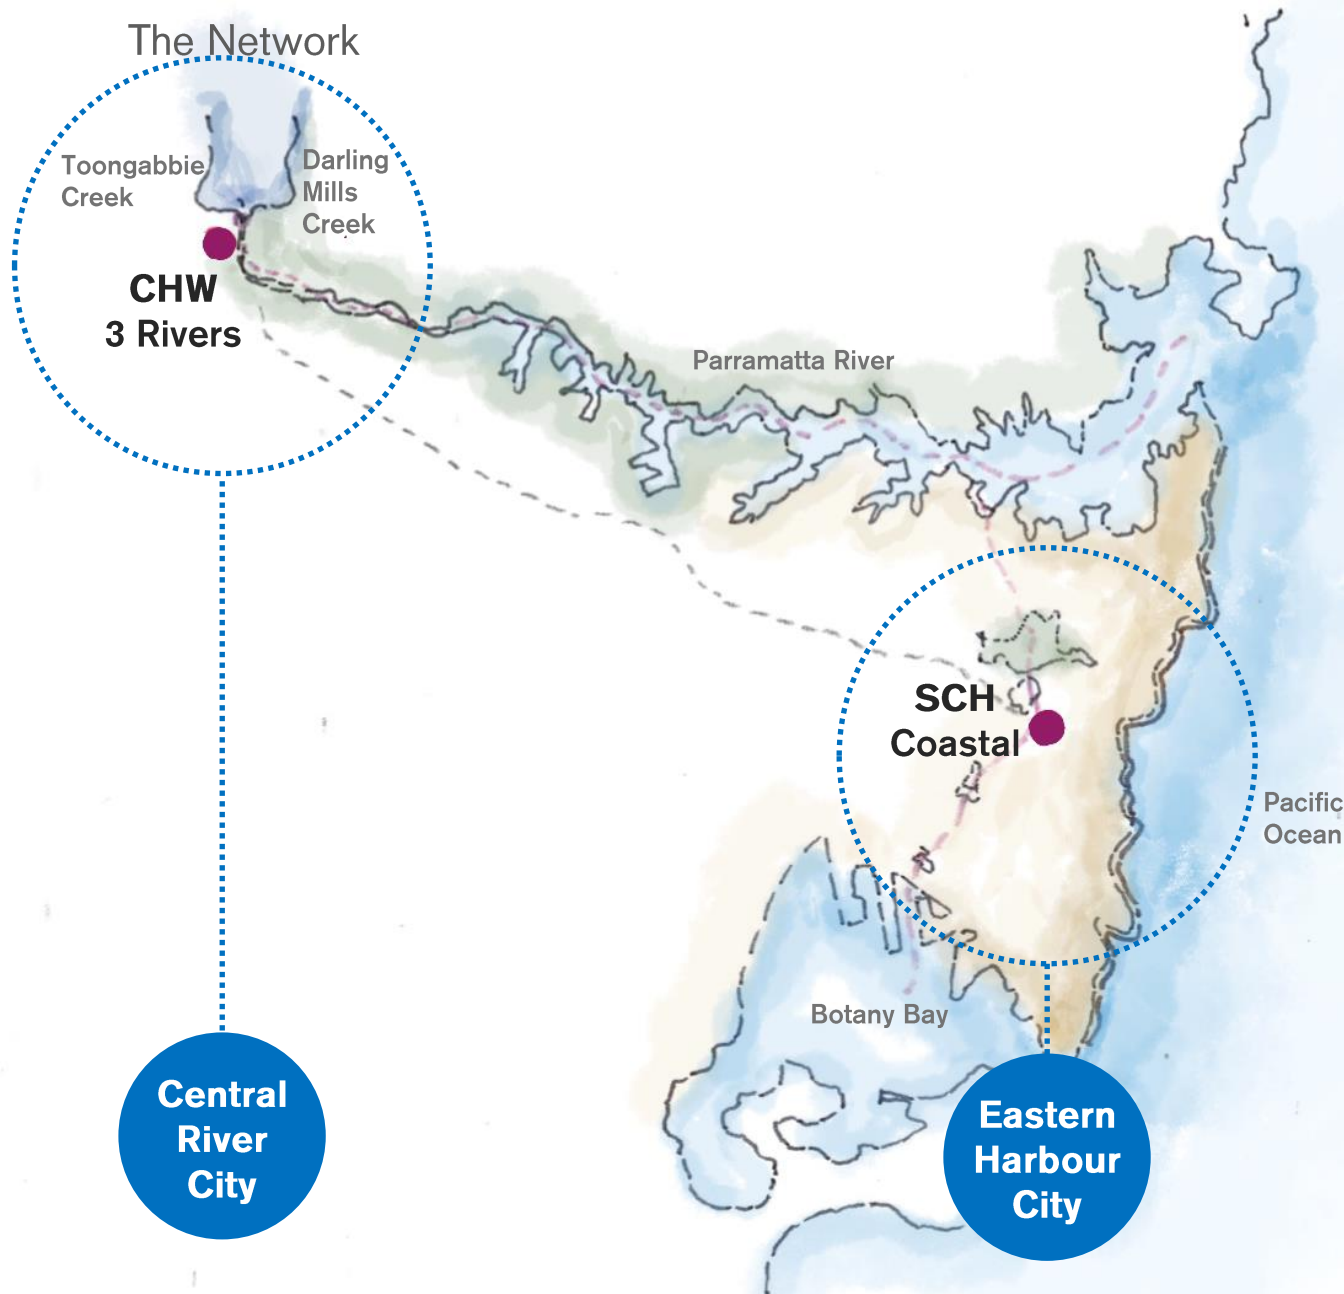 The Network
Toongabbie
Creek
Darling
Mills
Creek
CHW
3 Rivers
Parramatta River
SCH
Coastal
Pacific
Ocean
Botany Bay
Central
River
City
Eastern
Harbour
City